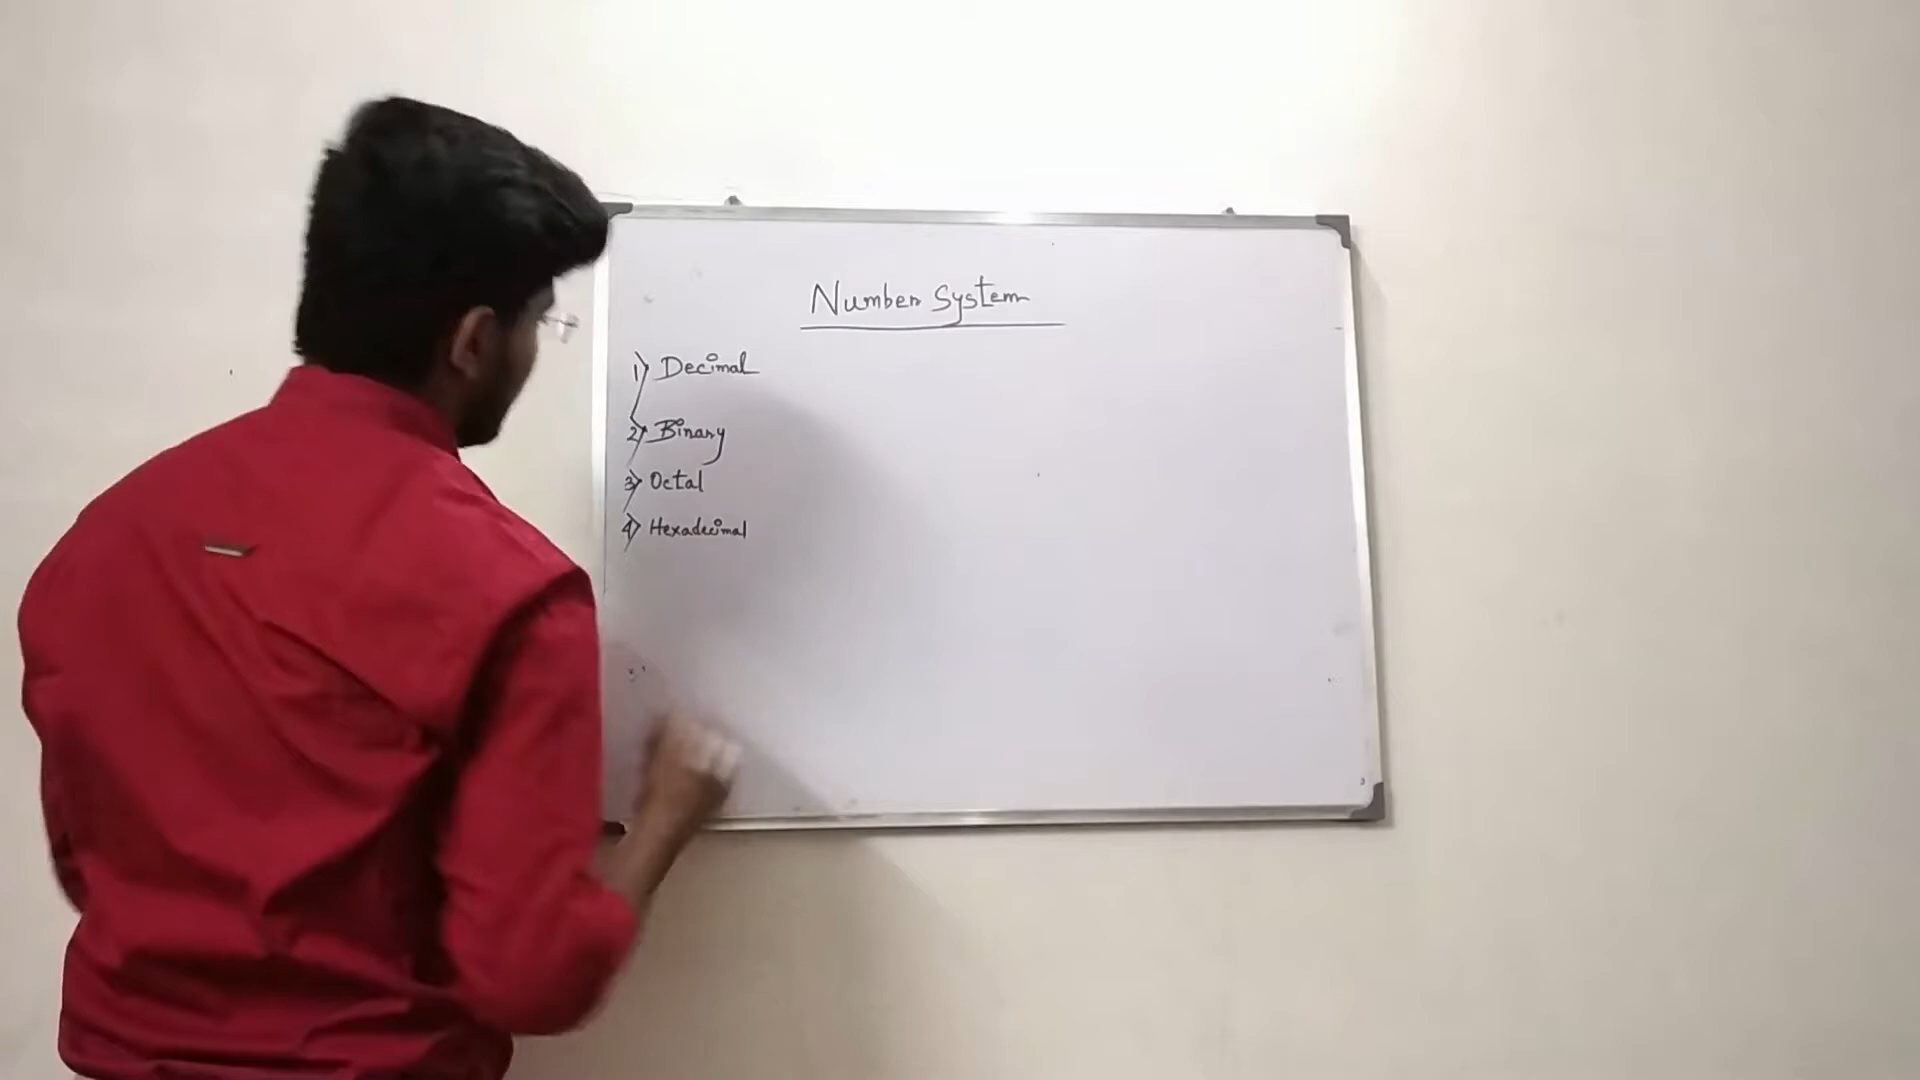 Number System
1) Decimal
2) Binary
3) Octal
4) Hexadecimal